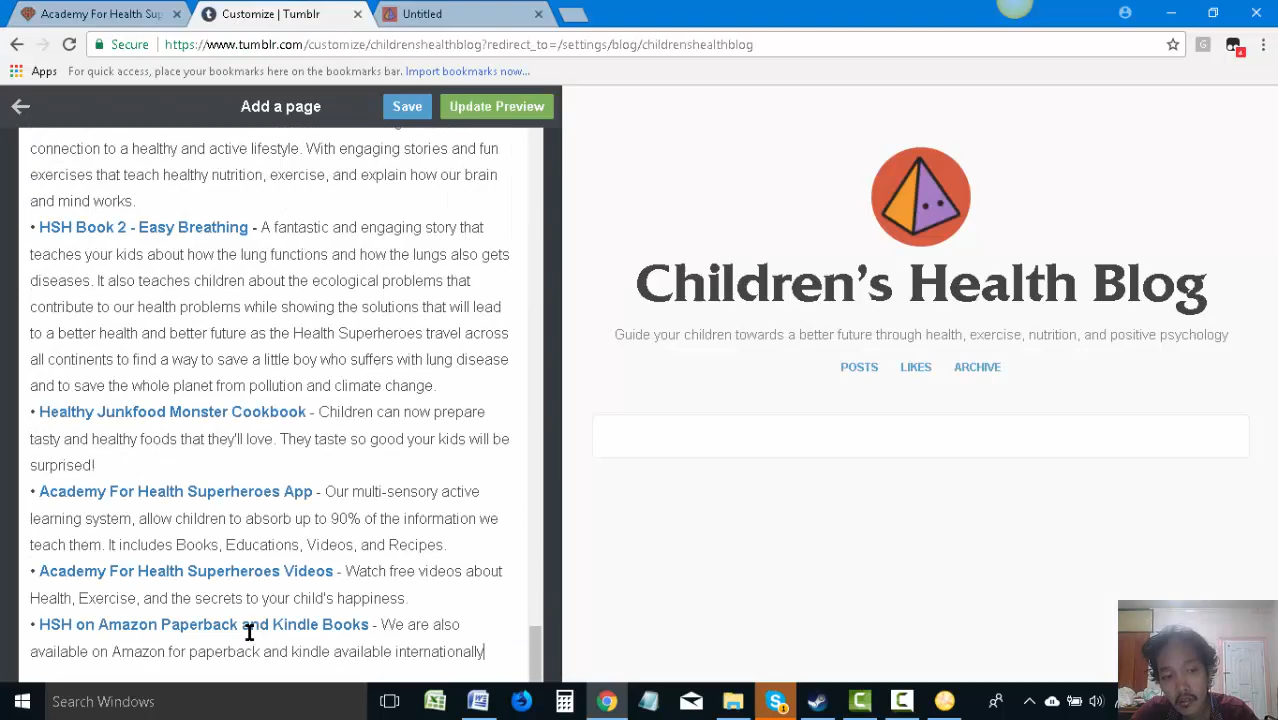 Academy For Health Su
Customize | Tumblr
Untitled
Secure
https://www.tumblr.com/customize/childrenshealthblog?redirect_to=/settings/blog/childrenshealthblog
Apps
For quick access, place your bookmarks here on the bookmarks bar. Import bookmarks now...
Add a page
Save
Update Preview
connection to a healthy and active lifestyle. With engaging stories and fun
exercises that teach healthy nutrition, exercise, and explain how our brain
and mind works.
• HSH Book 2 - Easy Breathing - A fantastic and engaging story that
teaches your kids about how the lung functions and how the lungs also gets
diseases. It also teaches children about the ecological problems that
contribute to our health problems while showing the solutions that will lead
to a better health and better future as the Health Superheroes travel across
all continents to find a way to save a little boy who suffers with lung disease
and to save the whole planet from pollution and climate change.
• Healthy Junkfood Monster Cookbook - Children can now prepare
tasty and healthy foods that they'll love. They taste so good your kids will be
surprised!
• Academy For Health Superheroes App - Our multi-sensory active
learning system, allow children to absorb up to 90% of the information we
teach them. It includes Books, Educations, Videos, and Recipes.
• Academy For Health Superheroes Videos - Watch free videos about
Health, Exercise, and the secrets to your child's happiness.
• HSH on Amazon Paperback and Kindle Books - We are also
available on Amazon for paperback and kindle available internationally
Children's Health Blog
Guide your children towards a better future through health, exercise, nutrition, and positive psychology
POSTS LIKES ARCHIVE
Search Windows